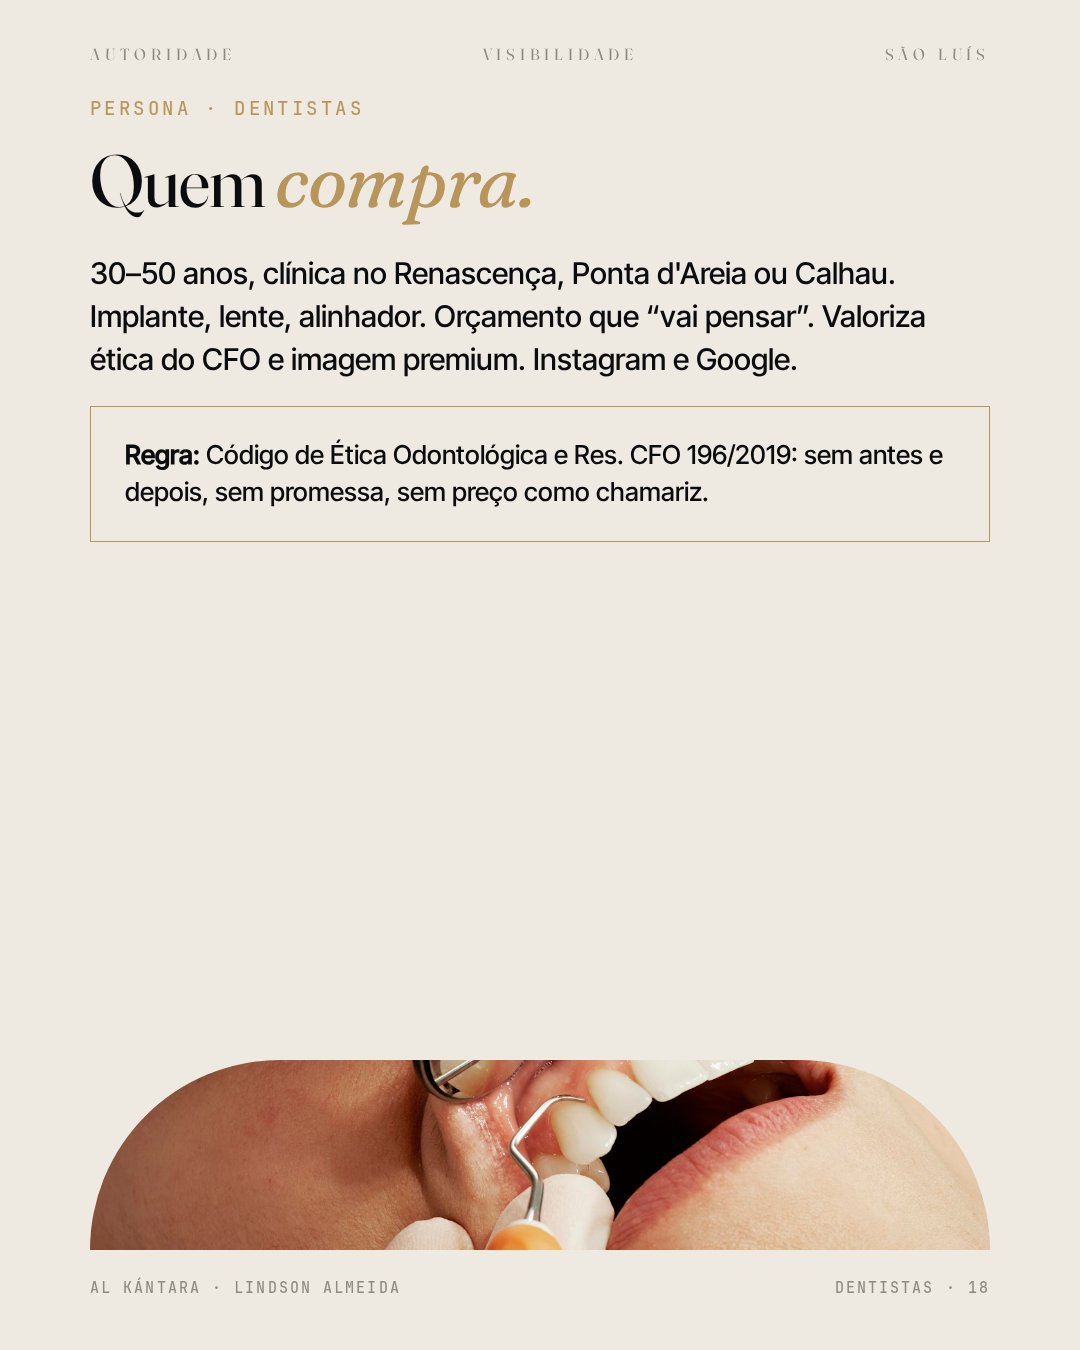 AUTORIDADE VISIBILIDADE SÃO LUÍS
PERSONA · DENTISTAS
Quem compra.
30–50 anos, clínica no Renascença, Ponta d'Areia ou Calhau.
Implante, lente, alinhador. Orçamento que “vai pensar”. Valoriza
ética do CFO e imagem premium. Instagram e Google.
Regra: Código de Ética Odontológica e Res. CFO 196/2019: sem antes e
depois, sem promessa, sem preço como chamariz.
AL KÁNTARA · LINDSON ALMEIDA DENTISTAS · 18